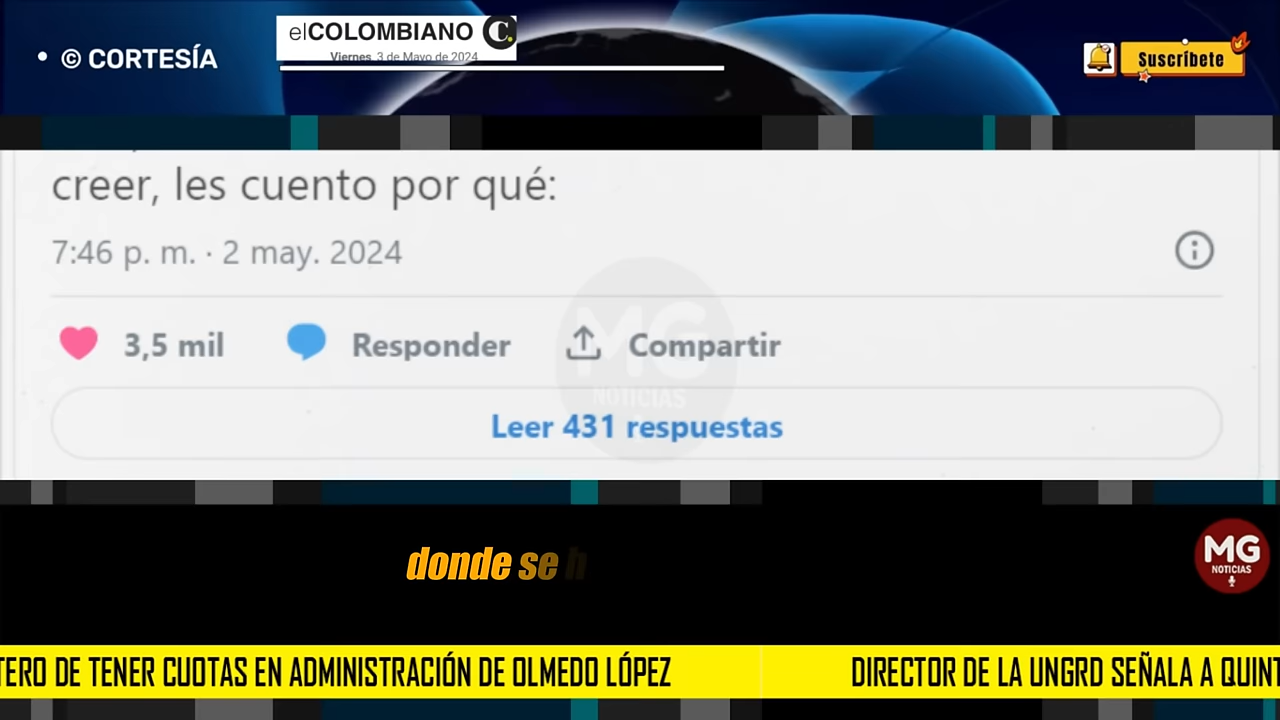 © CORTESÍA
elCOLOMBIANO C.
Viernes, 3 de Mayo de 2024
Suscríbete
creer, les cuento por qué:
7:46 p. m. · 2 may. 2024
3,5 mil Responder Compartir
MG
NOTICIAS
Leer 431 respuestas
donde se h
MG
NOTICIAS
TERO DE TENER CUOTAS EN ADMINISTRACIÓN DE OLMEDO LÓPEZ DIRECTOR DE LA UNGRD SEÑALA A QUINT